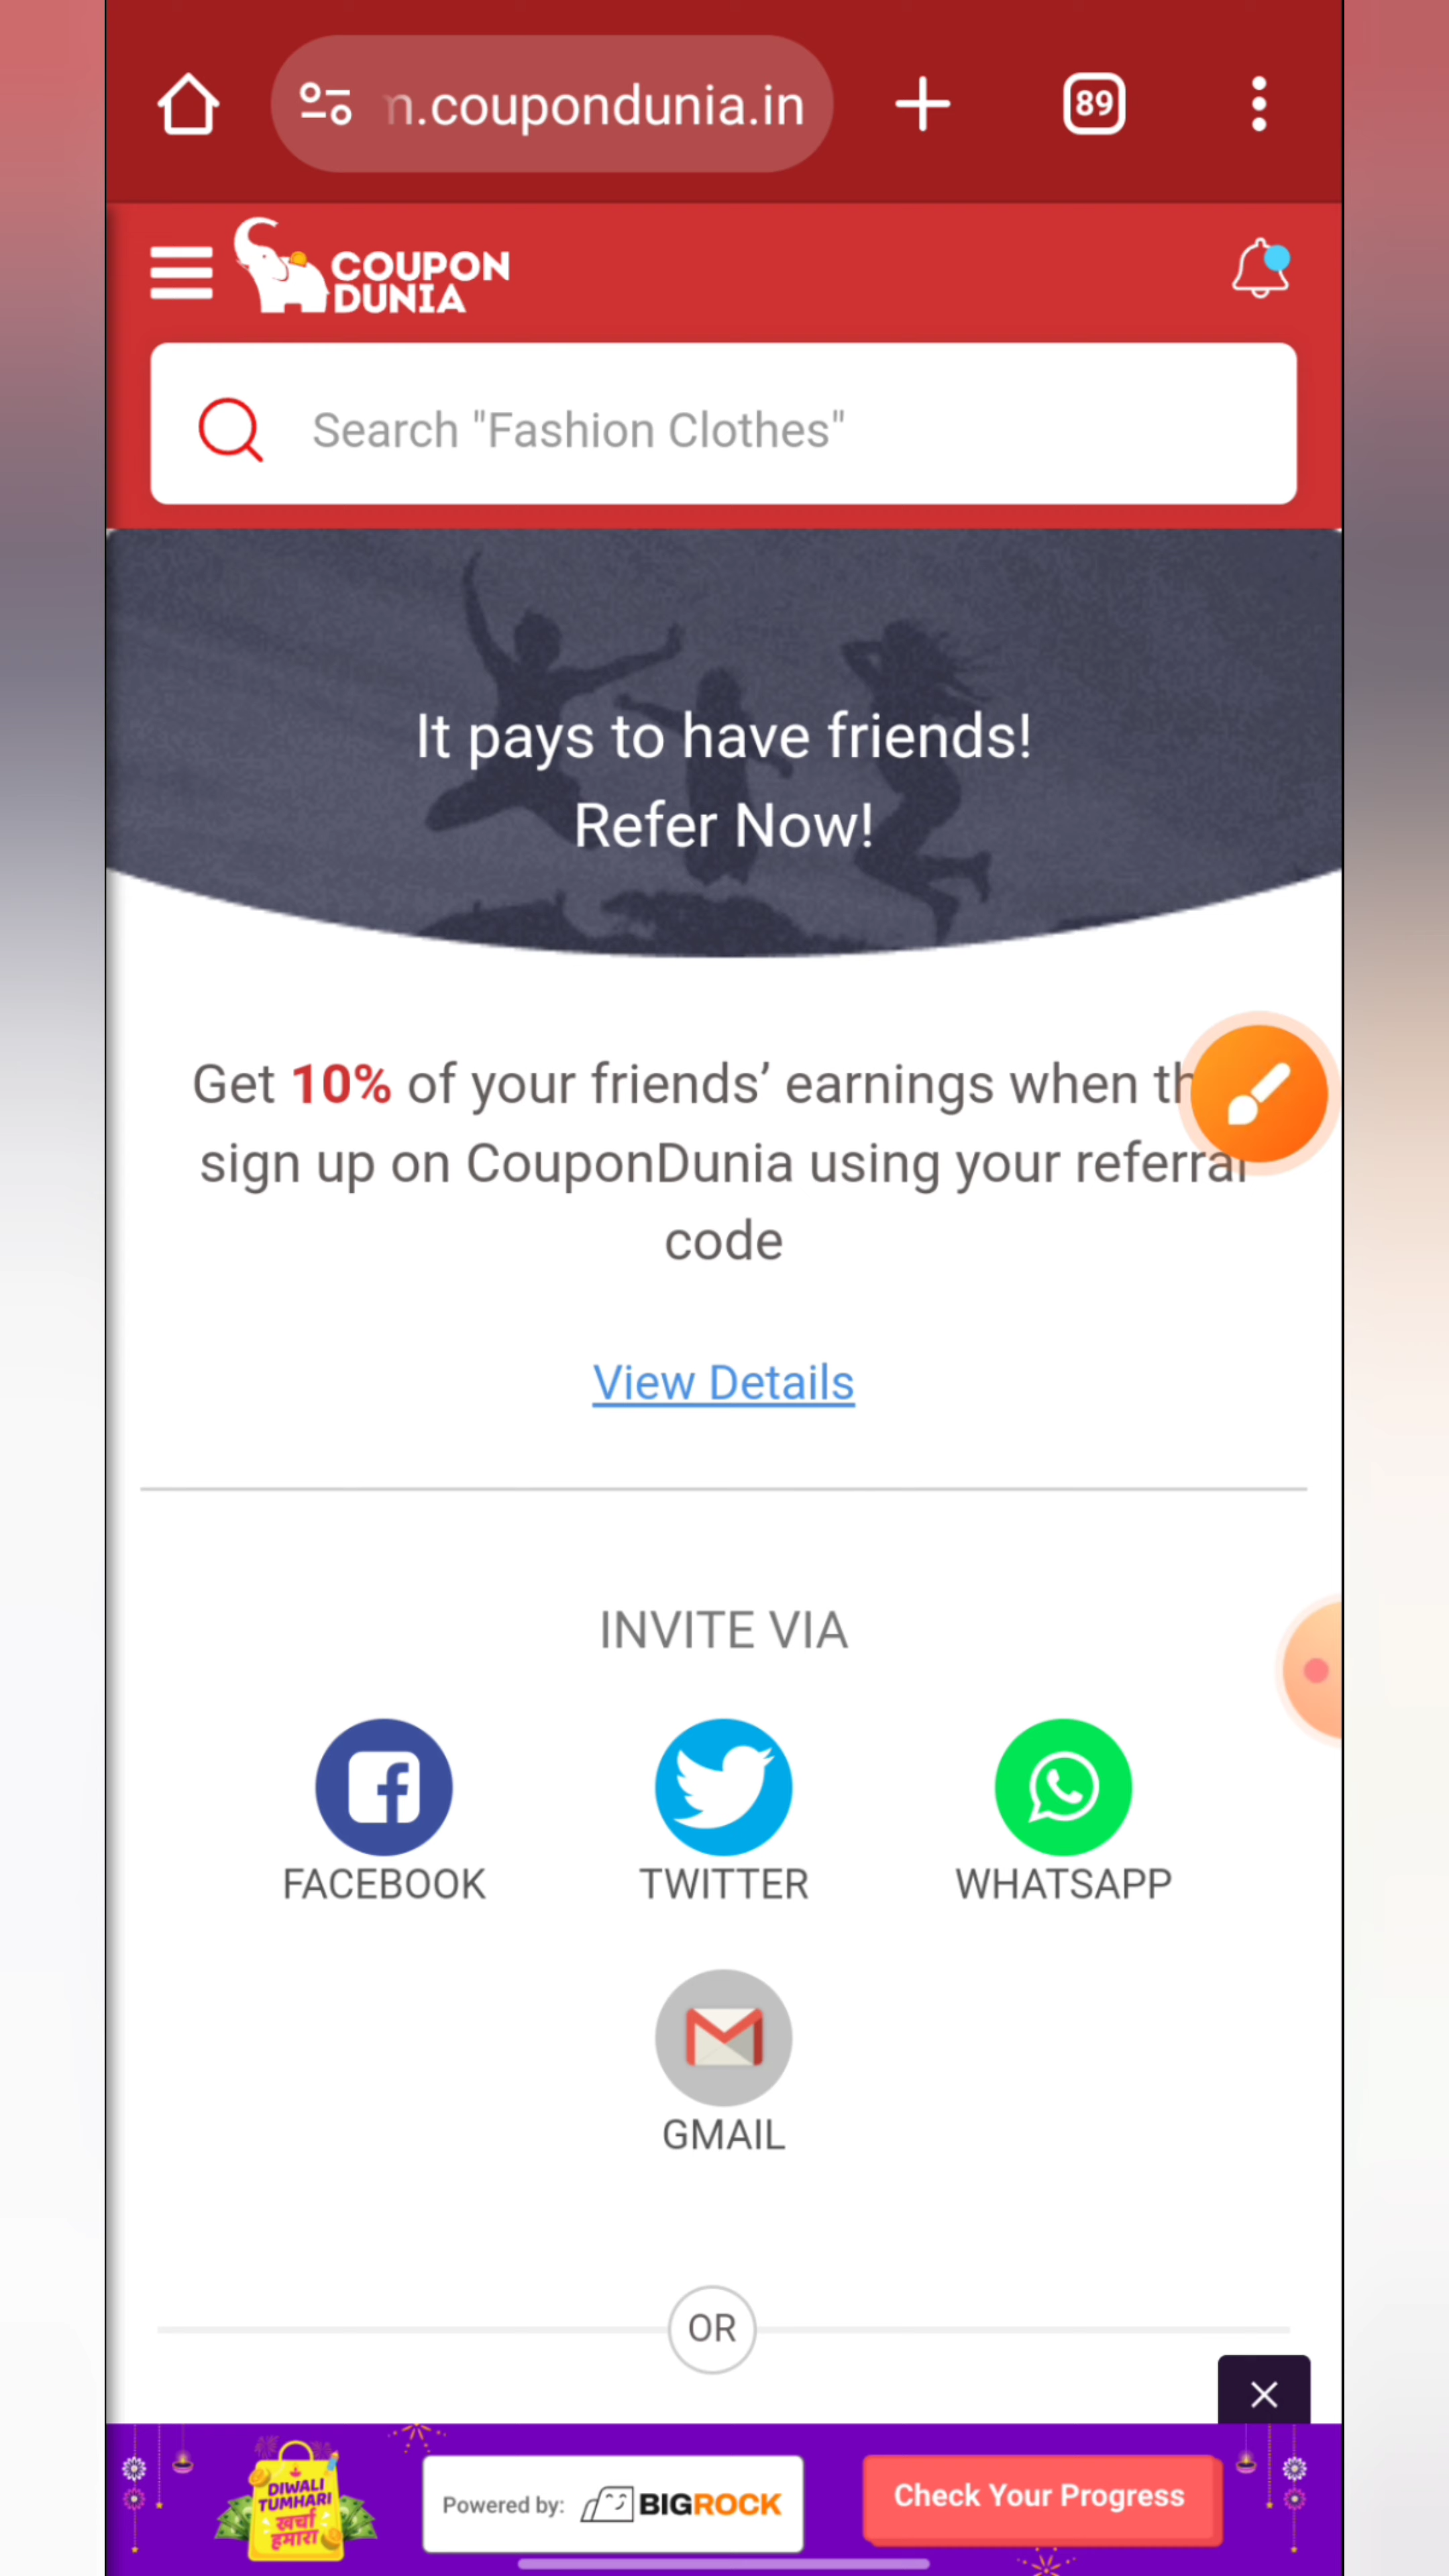 n.coupondunia.in
89
COUPON
DUNIA
Search "Fashion Clothes"
It pays to have friends!
Refer Now!
Get 10% of your friends’ earnings when th
sign up on CouponDunia using your referral
code
View Details
INVITE VIA
FACEBOOK
TWITTER
WHATSAPP
GMAIL
OR
DIWALI
TUMHARI
खर्चा
हमारा
Powered by: BIGROCK
Check Your Progress